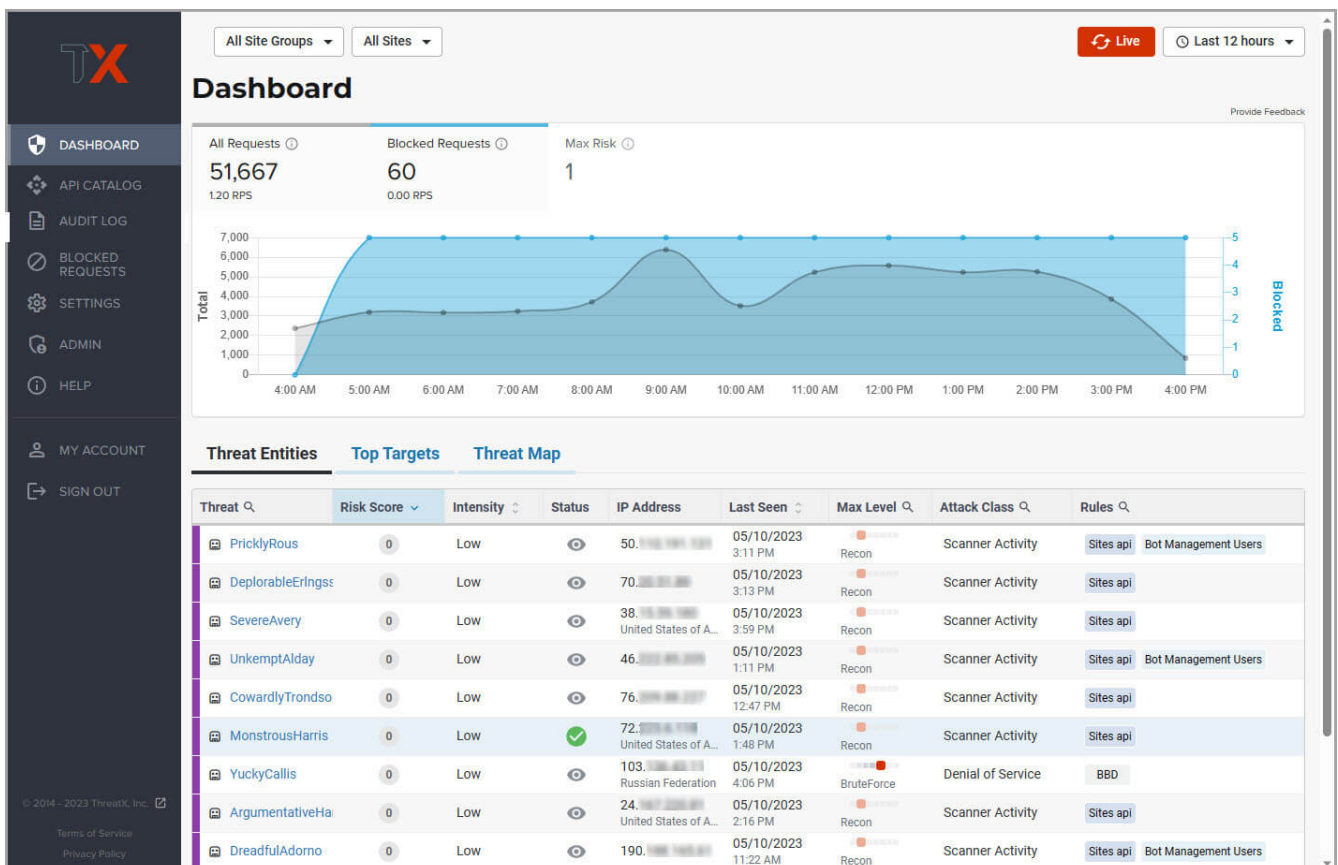 TX
All Site Groups
All Sites
Live
Last 12 hours
Dashboard
Provide Feedback
DASHBOARD
API CATALOG
AUDIT LOG
BLOCKED
REQUESTS
SETTINGS
ADMIN
HELP
MY ACCOUNT
SIGN OUT
© 2014 - 2023 ThreatX, Inc.
Terms of Service
Privacy Policy
All Requests Blocked Requests Max Risk
51,667 60 1
1.20 RPS 0.00 RPS
Total
7,000
6,000
5,000
4,000
3,000
2,000
1,000
0
5
4
3
2
1
0
Blocked
4:00 AM 5:00 AM 6:00 AM 7:00 AM 8:00 AM 9:00 AM 10:00 AM 11:00 AM 12:00 PM 1:00 PM 2:00 PM 3:00 PM 4:00 PM
Threat Entities Top Targets Threat Map
Threat Risk Score Intensity Status IP Address Last Seen Max Level Attack Class Rules
PricklyRous 0 Low 50. 05/10/2023 Scanner Activity Sites api Bot Management Users
3:11 PM Recon
DeplorableErlngss 0 Low 70. 05/10/2023 Scanner Activity Sites api
3:13 PM Recon
SevereAvery 0 Low 38. 05/10/2023 Scanner Activity Sites api
United States of A... 3:59 PM Recon
UnkemptAlday 0 Low 46. 05/10/2023 Scanner Activity Sites api Bot Management Users
1:11 PM Recon
CowardlyTrondso 0 Low 76. 05/10/2023 Scanner Activity Sites api
12:47 PM Recon
MonstrousHarris 0 Low 72. 05/10/2023 Scanner Activity Sites api
United States of A... 1:48 PM Recon
YuckyCallis 0 Low 103. 05/10/2023 Denial of Service BBD
Russian Federation 4:06 PM BruteForce
ArgumentativeHa 0 Low 24. 05/10/2023 Scanner Activity Sites api
United States of A... 2:16 PM Recon
DreadfulAdorno 0 Low 190. 05/10/2023 Scanner Activity Sites api Bot Management Users
11:22 AM Recon